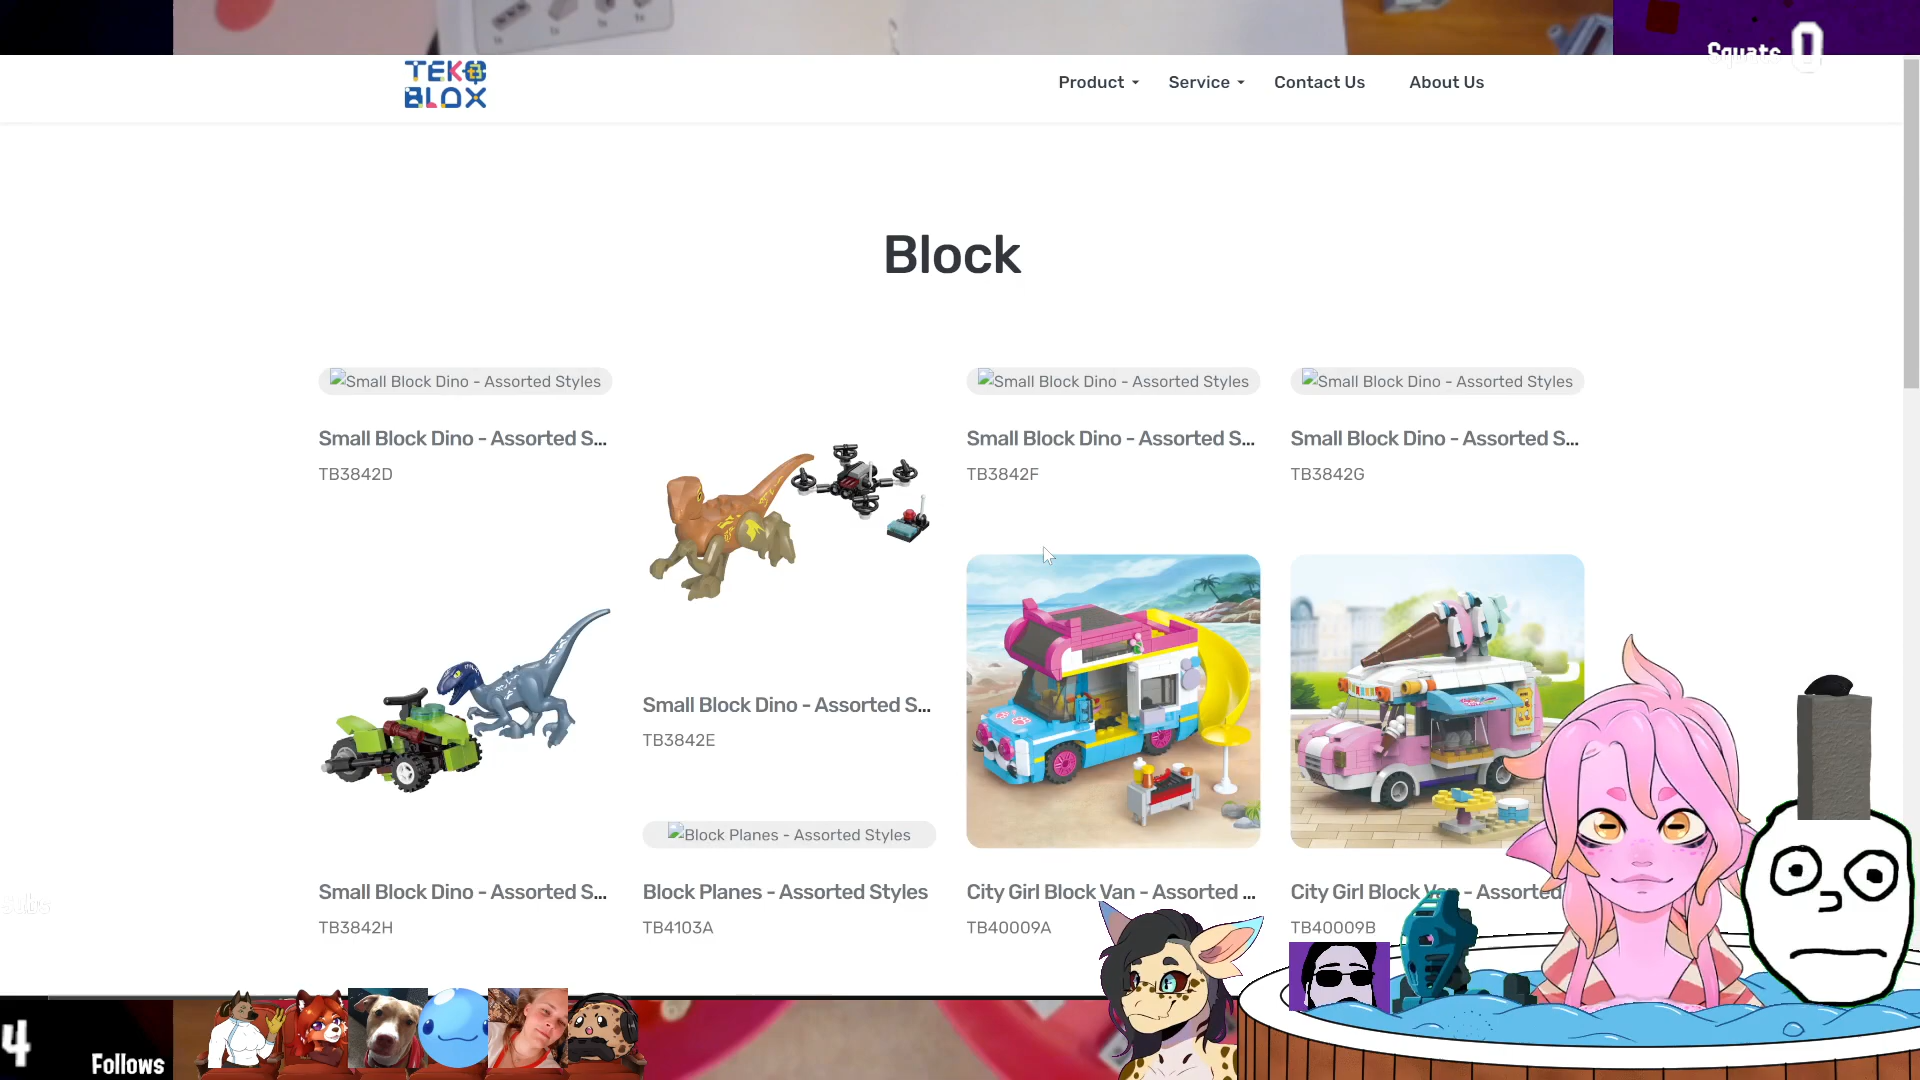 Squats 0
TEKO
BLOX
Product
Service
Contact Us
About Us
Block
Small Block Dino - Assorted Styles
Small Block Dino - Assorted S...
TB3842D
Small Block Dino - Assorted S...
TB3842E
Small Block Dino - Assorted Styles
Small Block Dino - Assorted S...
TB3842F
Small Block Dino - Assorted Styles
Small Block Dino - Assorted S...
TB3842G
Small Block Dino - Assorted S...
TB3842H
Block Planes - Assorted Styles
Block Planes - Assorted Styles
TB4103A
City Girl Block Van - Assorted ...
TB40009A
City Girl Block Van - Assorted
TB40009B
Subs
4
Follows